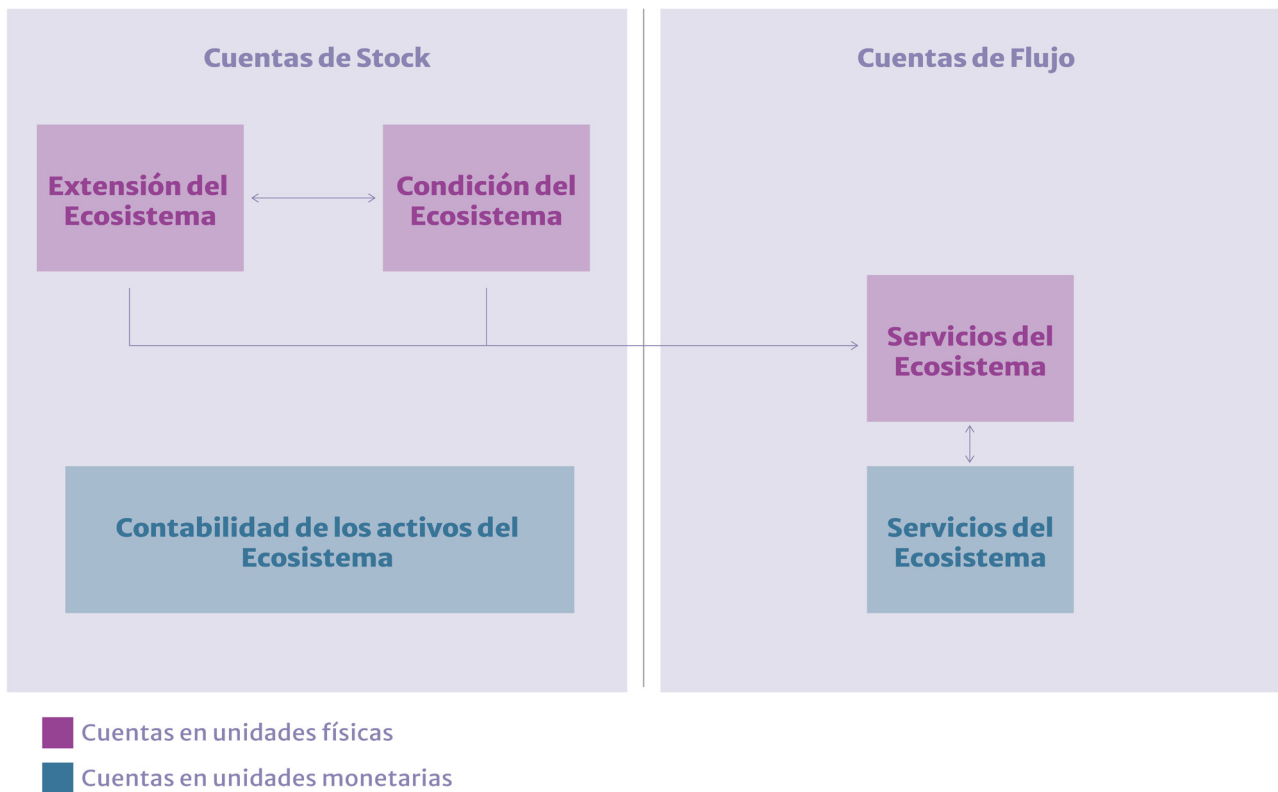 Cuentas de Stock
Cuentas de Flujo
Extensión del
Ecosistema
Condición del
Ecosistema
Servicios del
Ecosistema
Contabilidad de los activos del
Ecosistema
Servicios del
Ecosistema
Cuentas en unidades físicas
Cuentas en unidades monetarias